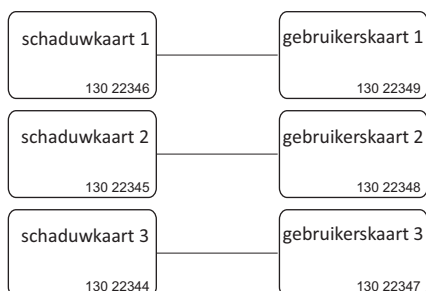 schaduwkaart 1
130 22346
gebruikerskaart 1
130 22349
schaduwkaart 2
130 22345
gebruikerskaart 2
130 22348
schaduwkaart 3
130 22344
gebruikerskaart 3
130 22347